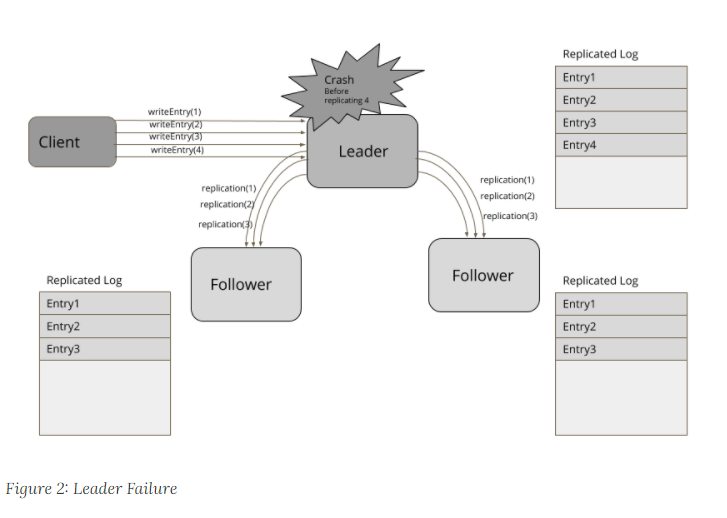 Crash
Before
replicating 4
Replicated Log
Entry1
Entry2
Entry3
Entry4
writeEntry(1)
writeEntry(2)
writeEntry(3)
writeEntry(4)
Client
Leader
replication(1)
replication(2)
replication(3)
replication(1)
replication(2)
replication(3)
Follower
Follower
Replicated Log
Entry1
Entry2
Entry3
Replicated Log
Entry1
Entry2
Entry3
Figure 2: Leader Failure